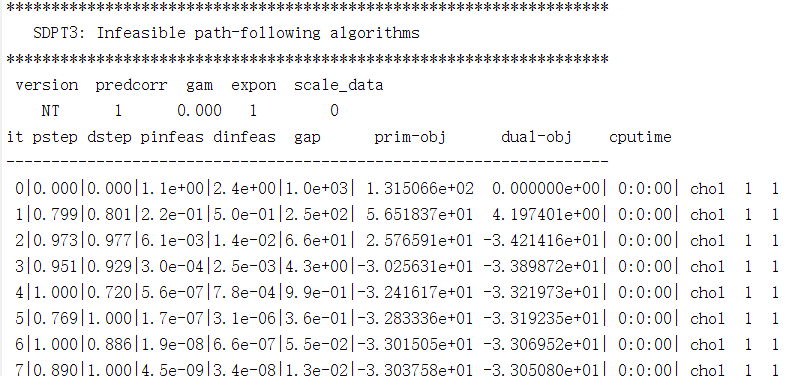 *******************************************************************
SDPT3: Infeasible path-following algorithms
*******************************************************************
version predcorr gam expon scale_data
NT 1 0.000 1 0
it pstep dstep pinfeas dinfeas gap prim-obj dual-obj cputime
-------------------------------------------------------------------
0|0.000|0.000|1.1e+00|2.4e+00|1.0e+03| 1.315066e+02 0.000000e+00| 0:0:00| chol 1 1
1|0.799|0.801|2.2e-01|5.0e-01|2.5e+02| 5.651837e+01 4.197401e+00| 0:0:00| chol 1 1
2|0.973|0.977|6.1e-03|1.4e-02|6.6e+01| 2.576591e+01 -3.421416e+01| 0:0:00| chol 1 1
3|0.951|0.929|3.0e-04|2.5e-03|4.3e+00|-3.025631e+01 -3.389872e+01| 0:0:00| chol 1 1
4|1.000|0.720|5.6e-07|7.8e-04|9.9e-01|-3.241617e+01 -3.321973e+01| 0:0:00| chol 1 1
5|0.769|1.000|1.7e-07|3.1e-06|3.6e-01|-3.283336e+01 -3.319235e+01| 0:0:00| chol 1 1
6|1.000|0.886|1.9e-08|6.6e-07|5.5e-02|-3.301505e+01 -3.306952e+01| 0:0:00| chol 1 1
7|0.890|1.000|4.5e-09|3.4e-08|1.3e-02|-3.303758e+01 -3.305080e+01| 0:0:00| chol 1 1